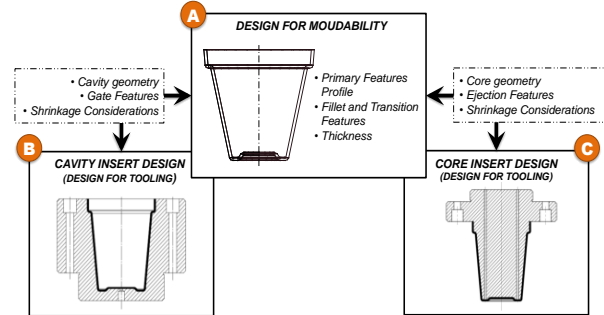 A
DESIGN FOR MOUDABILITY
• Primary Features
Profile
• Fillet and Transition
Features
• Thickness
• Cavity geometry
• Gate Features
• Shrinkage Considerations
• Core geometry
• Ejection Features
• Shrinkage Considerations
B
CAVITY INSERT DESIGN
(DESIGN FOR TOOLING)
C
CORE INSERT DESIGN
(DESIGN FOR TOOLING)